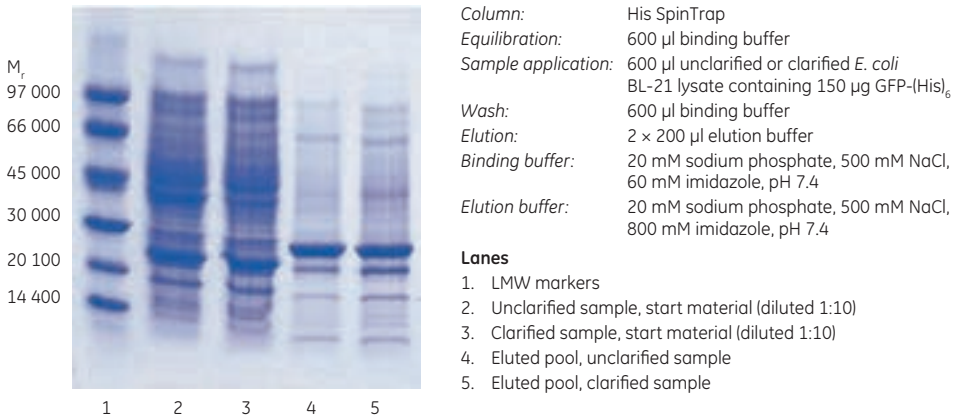 Mr
97 000
66 000
45 000
30 000
20 100
14 400
1 2 3 4 5
Column: His SpinTrap
Equilibration: 600 µl binding buffer
Sample application: 600 µl unclarified or clarified E. coli
BL-21 lysate containing 150 µg GFP-(His)6
Wash: 600 µl binding buffer
Elution: 2 × 200 µl elution buffer
Binding buffer: 20 mM sodium phosphate, 500 mM NaCl,
60 mM imidazole, pH 7.4
Elution buffer: 20 mM sodium phosphate, 500 mM NaCl,
800 mM imidazole, pH 7.4
Lanes
1. LMW markers
2. Unclarified sample, start material (diluted 1:10)
3. Clarified sample, start material (diluted 1:10)
4. Eluted pool, unclarified sample
5. Eluted pool, clarified sample